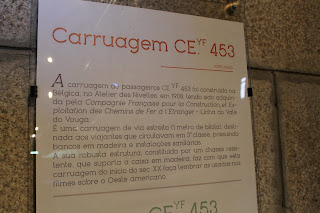 Carruagem CE.YF 453
A carruagem de passageiros CE.YF 453 foi construída na
Bélgica, no Atelier des Nivelles, em 1908, tendo sido adquiri-
da pela Compagnie Française pour la Construction et Ex-
ploitation des Chemins de Fer à l'Etranger - Linha do Vale
do Vouga.
É uma carruagem de via estreita (1 metro de bitola), desti-
nada aos viajantes que circulavam em 3ª classe, possuindo
bancos em madeira e instalações sanitárias.
A sua robusta estrutura, constituída por um chassis resis-
tente, que suporta a caixa em madeira, faz com que esta
carruagem do início do séc. XX faça lembrar as usadas nos
filmes sobre o Oeste americano.
CE.YF 453